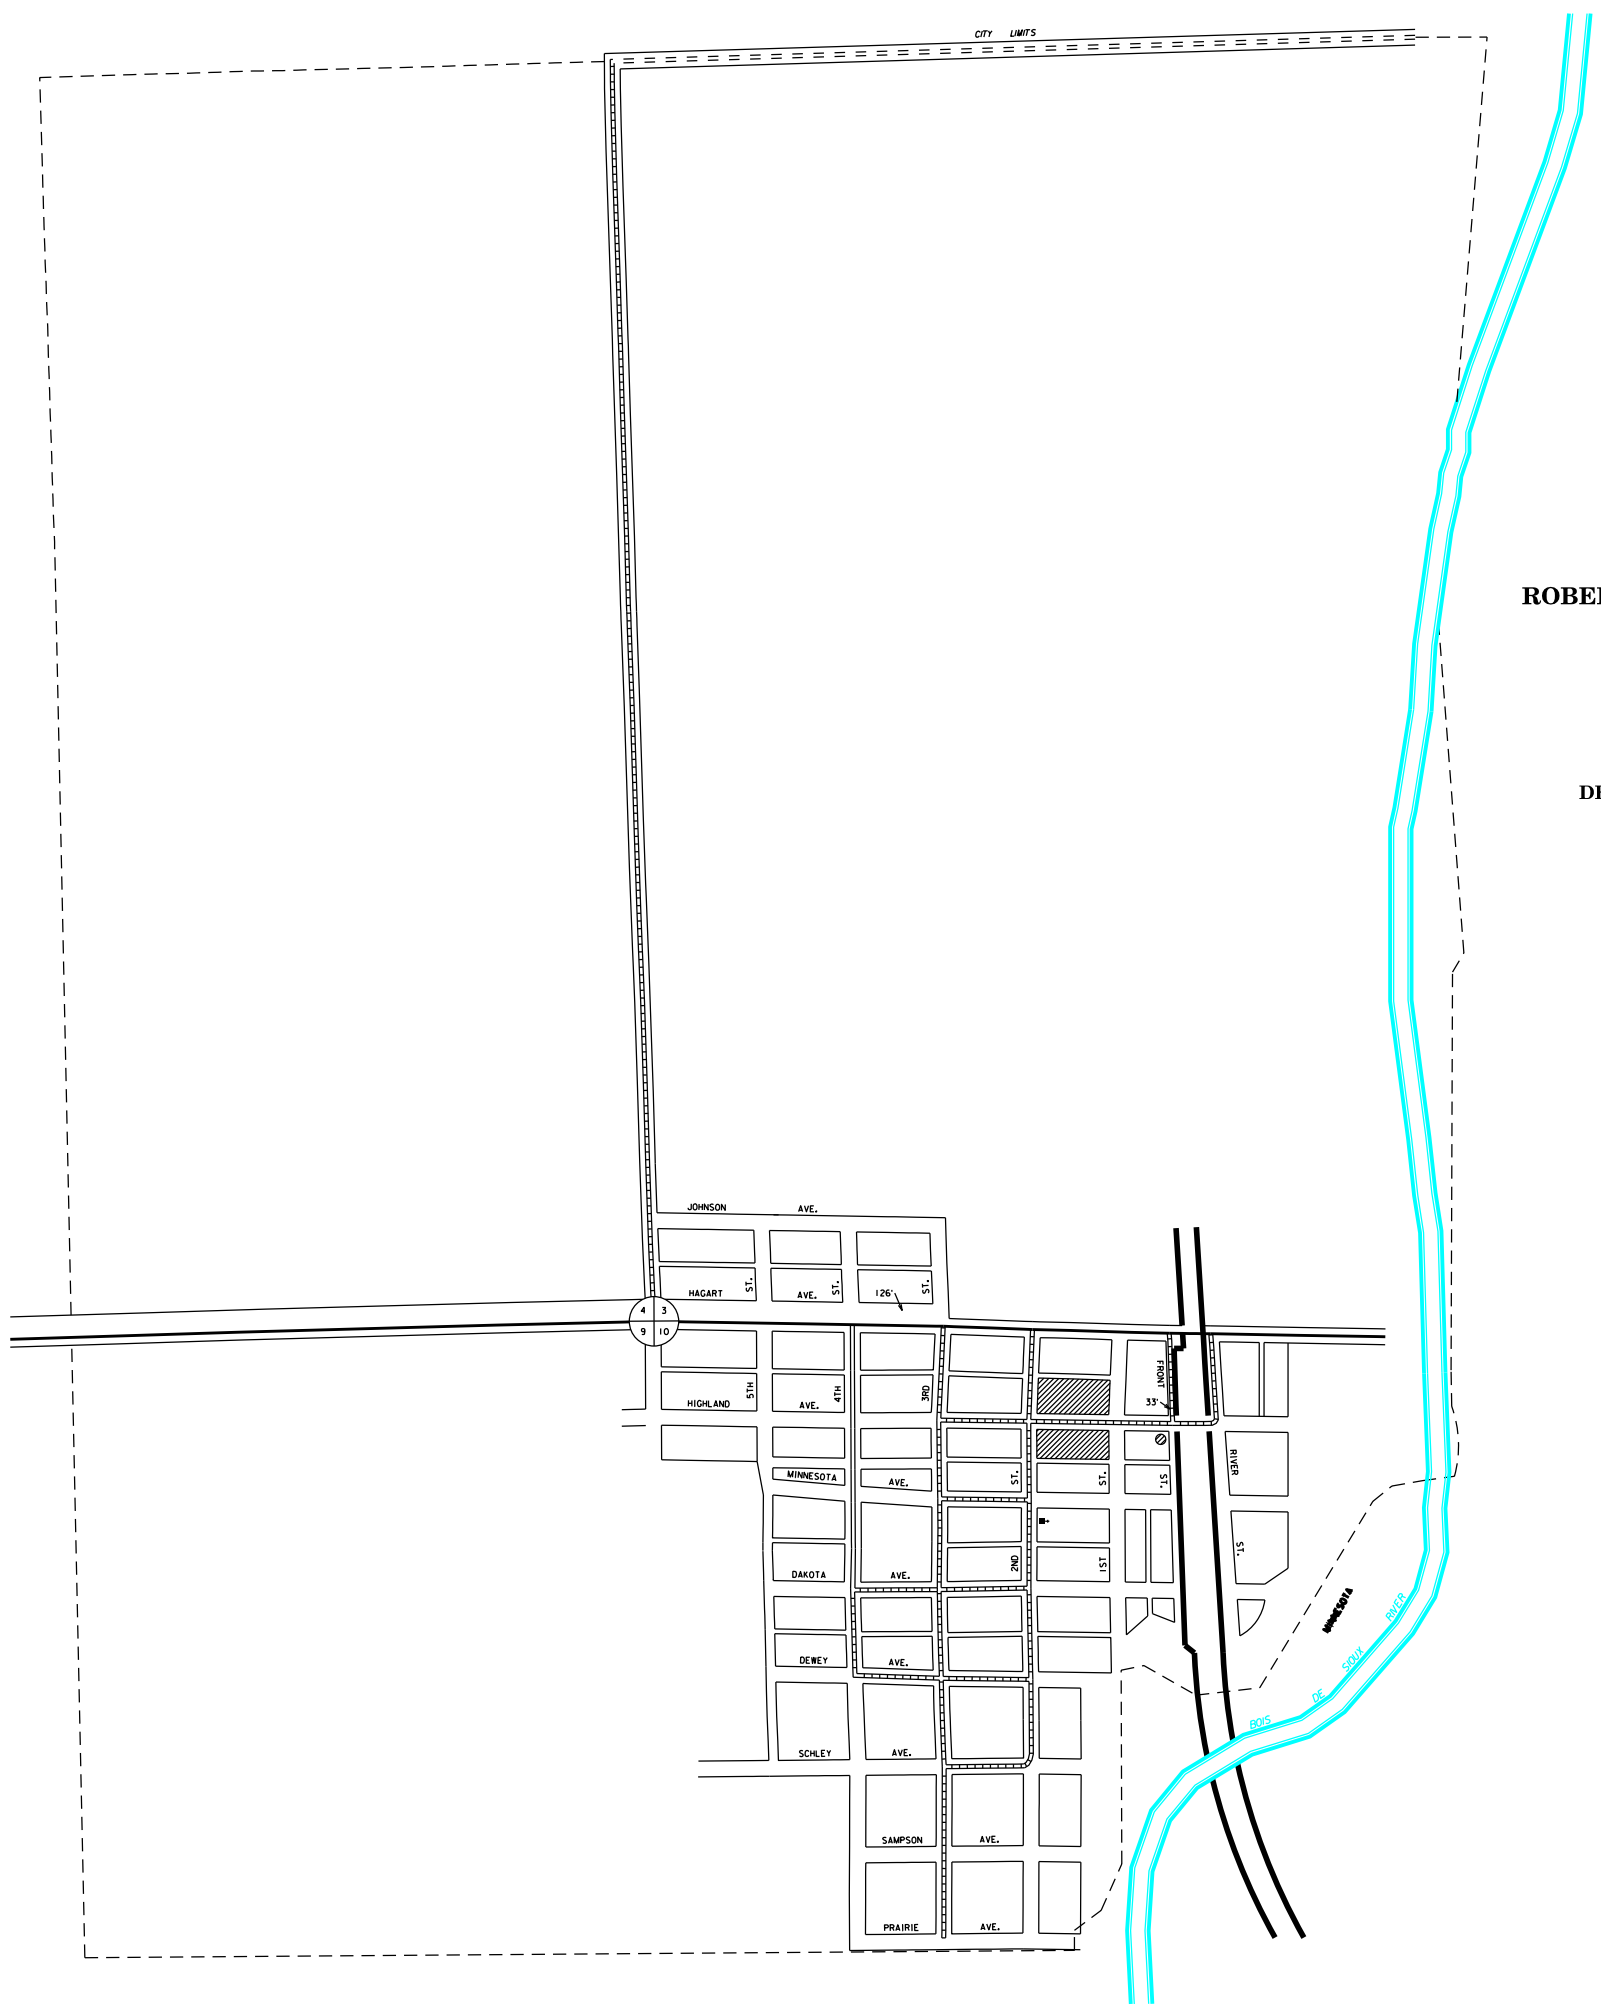 CITY LIMITS
ROBE
JOHNSON AVE.
ST. ST. ST.
HAGART AVE. 126'
4 3
9 10
FRONT
5TH 4TH 3RD
HIGHLAND AVE. 33'
RIVER
MINNESOTA AVE. ST. ST. ST.
ST.
2ND 1ST
DAKOTA AVE.
MINNESOTA
RIVER
DEWEY AVE.
SIOUX
DE
BOIS
SCHLEY AVE.
SAMPSON AVE.
PRAIRIE AVE.